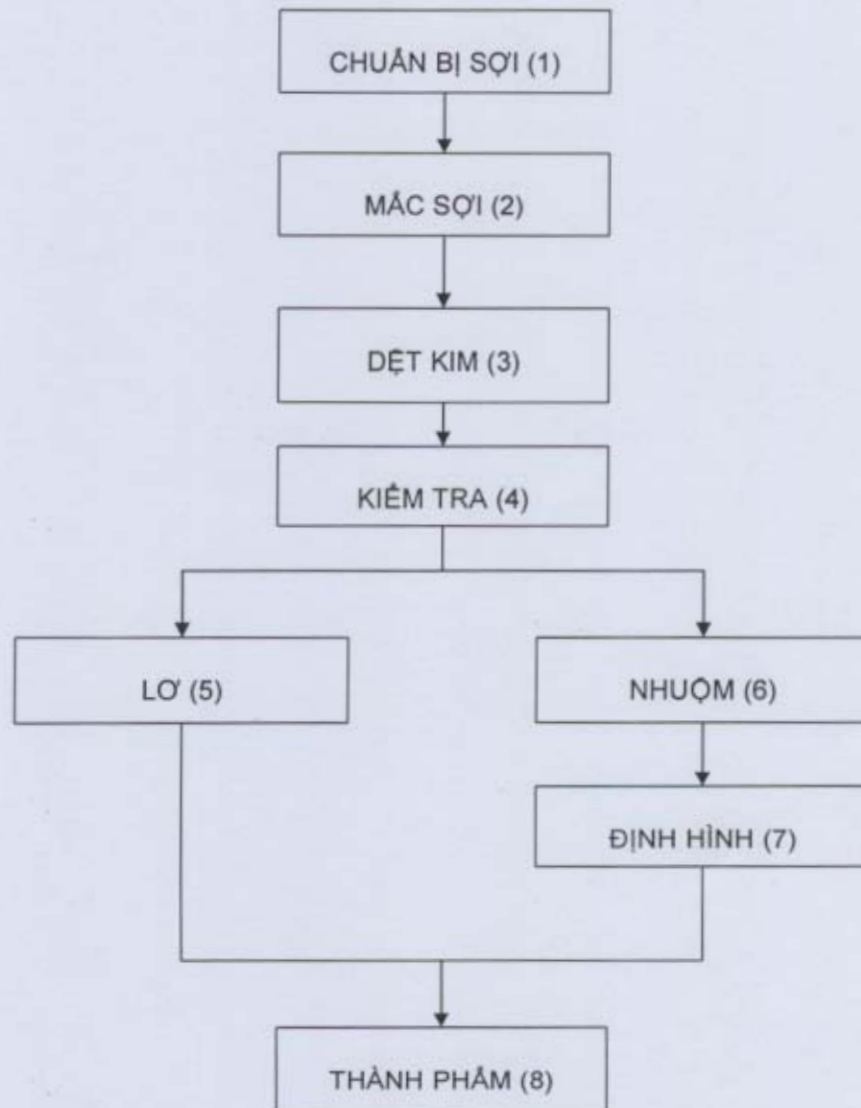 CHUẨN BỊ SỢI (1)
MẮC SỢI (2)
DỆT KIM (3)
KIỂM TRA (4)
LƠ (5)
NHUỘM (6)
ĐỊNH HÌNH (7)
THÀNH PHẨM (8)